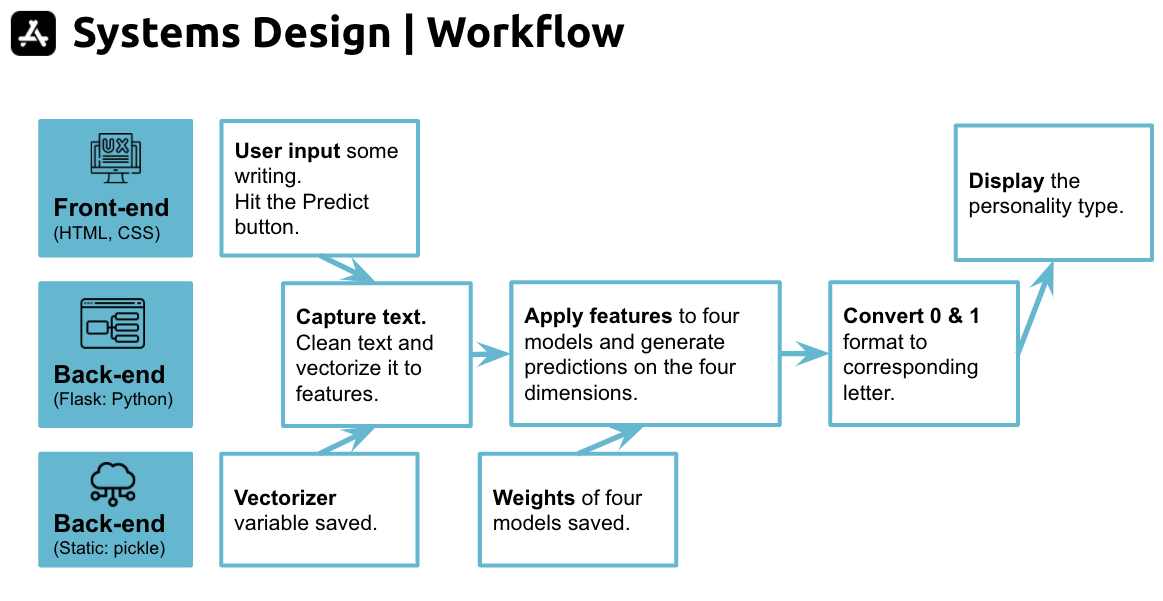 Systems Design | Workflow
UX
Front-end
(HTML, CSS)
User input some
writing.
Hit the Predict
button.
Display the
personality type.
Back-end
(Flask: Python)
Capture text.
Clean text and
vectorize it to
features.
Apply features to four
models and generate
predictions on the four
dimensions.
Convert 0 & 1
format to
corresponding
letter.
Back-end
(Static: pickle)
Vectorizer
variable saved.
Weights of four
models saved.